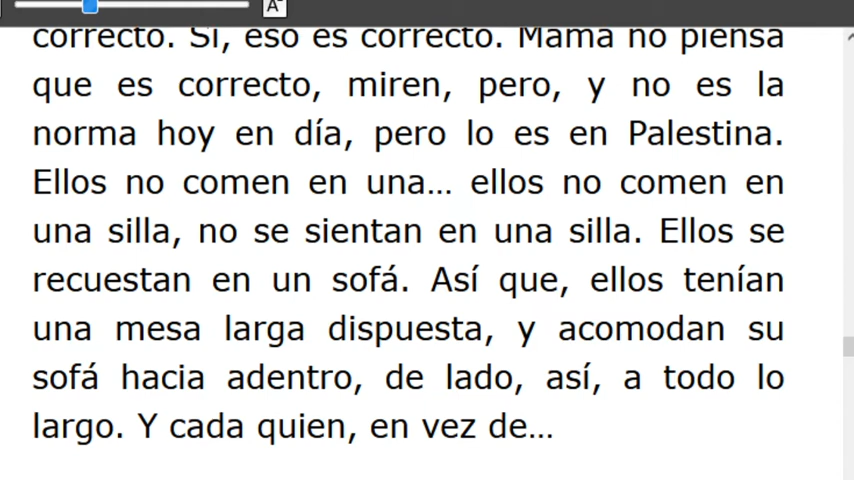 A
correcto. Sí, eso es correcto. Mamá no piensa
que es correcto, miren, pero, y no es la
norma hoy en día, pero lo es en Palestina.
Ellos no comen en una… ellos no comen en
una silla, no se sientan en una silla. Ellos se
recuestan en un sofá. Así que, ellos tenían
una mesa larga dispuesta, y acomodan su
sofá hacia adentro, de lado, así, a todo lo
largo. Y cada quien, en vez de…